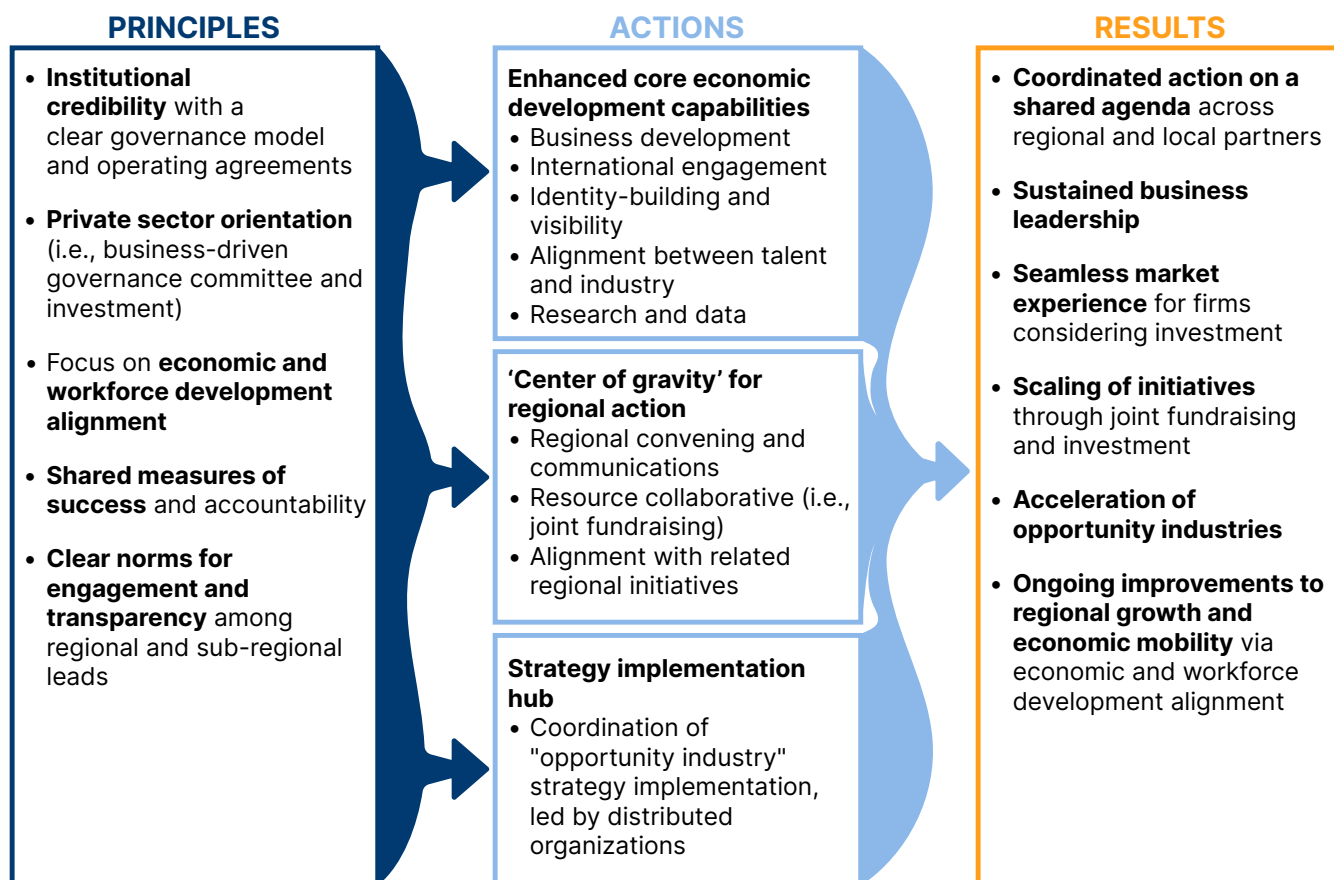 PRINCIPLES
• Institutional
credibility with a
clear governance model
and operating agreements
• Private sector orientation
(i.e., business-driven
governance committee and
investment)
• Focus on economic and
workforce development
alignment
• Shared measures of
success and accountability
• Clear norms for
engagement and
transparency among
regional and sub-regional
leads
ACTIONS
Enhanced core economic
development capabilities
• Business development
• International engagement
• Identity-building and
visibility
• Alignment between talent
and industry
• Research and data
‘Center of gravity’ for
regional action
• Regional convening and
communications
• Resource collaborative (i.e.,
joint fundraising)
• Alignment with related
regional initiatives
Strategy implementation
hub
• Coordination of
"opportunity industry"
strategy implementation,
led by distributed
organizations
RESULTS
• Coordinated action on a
shared agenda across
regional and local partners
• Sustained business
leadership
• Seamless market
experience for firms
considering investment
• Scaling of initiatives
through joint fundraising
and investment
• Acceleration of
opportunity industries
• Ongoing improvements to
regional growth and
economic mobility via
economic and workforce
development alignment